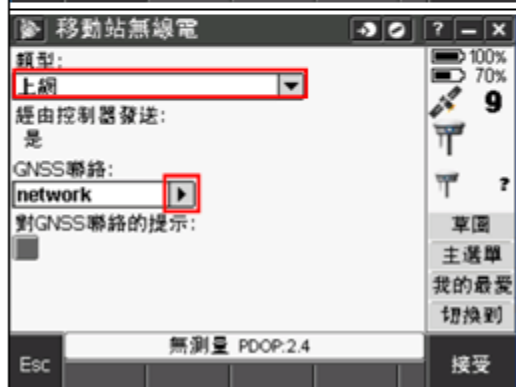 移動站無線電
? – ×
類型:
100%
上網
70%
9
經由控制器發送:
是
GNSS聯絡:
network
?
對GNSS聯絡的提示:
草圖
主選單
我的最愛
切換到
無測量 PDOP:2.4
Esc
接受